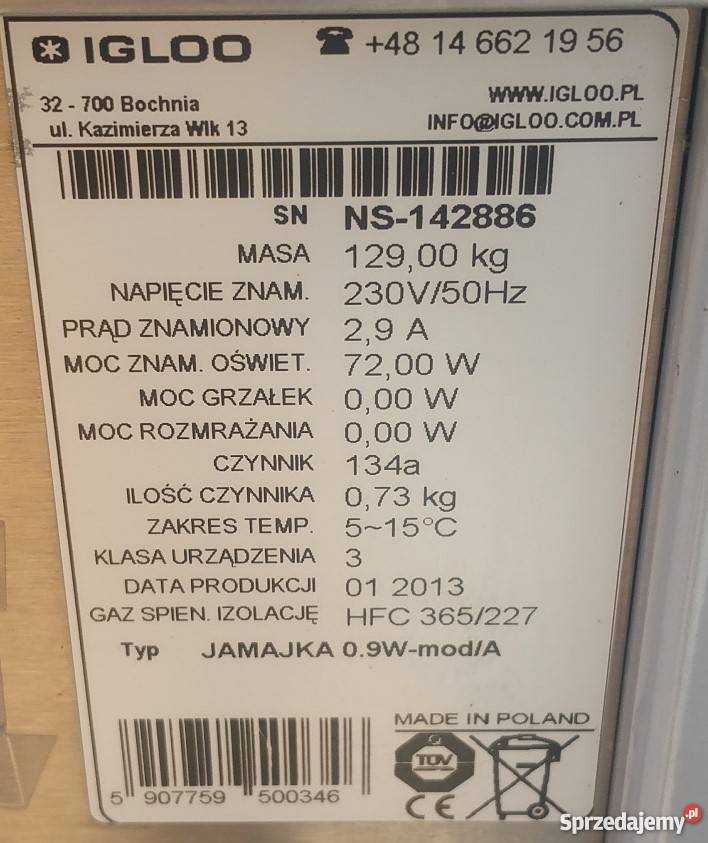 IGLOO ☎ +48 14 662 19 56
32 - 700 Bochnia WWW.IGLOO.PL
ul. Kazimierza Wlk 13 INFO@IGLOO.COM.PL
SN NS-142886
MASA 129,00 kg
NAPIĘCIE ZNAM. 230V/50Hz
PRĄD ZNAMIONOWY 2,9 A
MOC ZNAM. OŚWIET. 72,00 W
MOC GRZAŁEK 0,00 W
MOC ROZMRAŻANIA 0,00 W
CZYNNIK 134a
ILOŚĆ CZYNNIKA 0,73 kg
ZAKRES TEMP. 5~15°C
KLASA URZĄDZENIA 3
DATA PRODUKCJI 01 2013
GAZ SPIEN. IZOLACJĘ HFC 365/227
Typ JAMAJKA 0.9W-mod/A
MADE IN POLAND
TÜV
5 907759 500346
CE
Sprzedajemy.pl